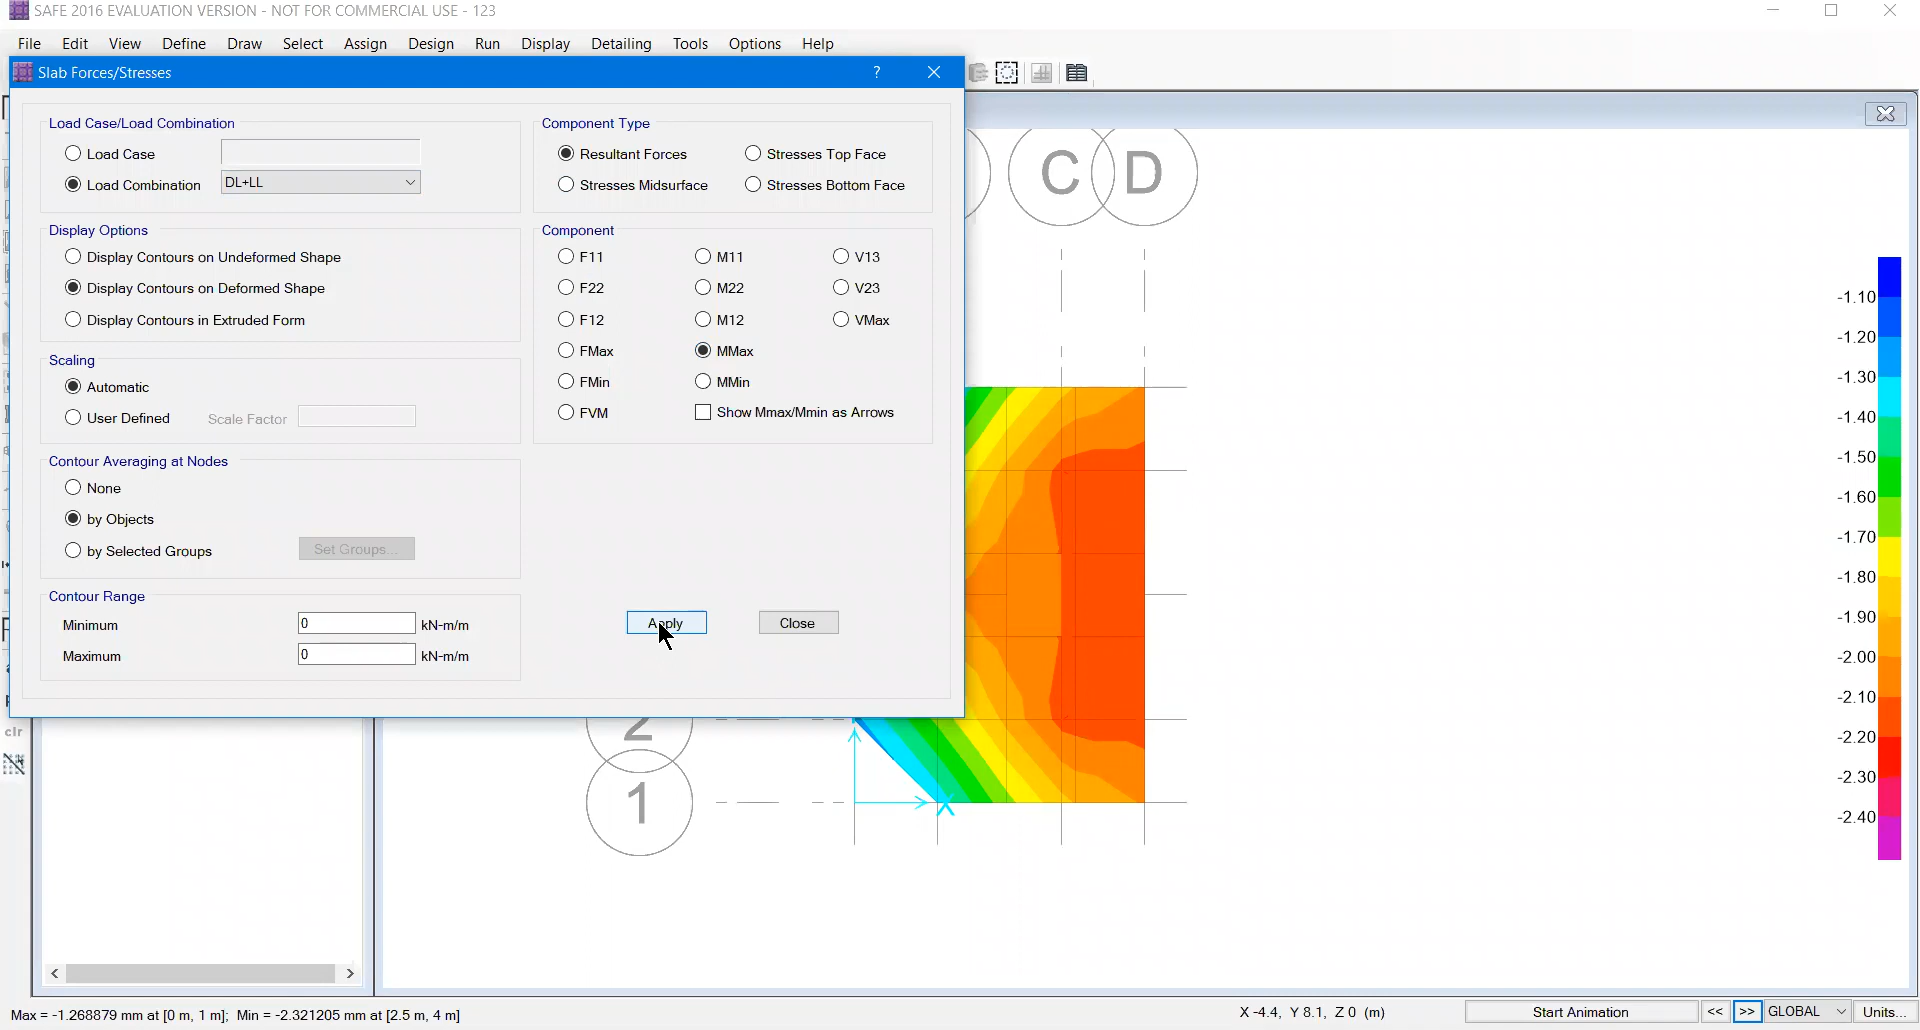 SAFE 2016 EVALUATION VERSION - NOT FOR COMMERCIAL USE - 123
File Edit View Define Draw Select Assign Design Run Display Detailing Tools Options Help
Slab Forces/Stresses
?
Load Case/Load Combination
Load Case
Load Combination DL+LL
Display Options
Display Contours on Undeformed Shape
Display Contours on Deformed Shape
Display Contours in Extruded Form
Scaling
Automatic
User Defined Scale Factor
Contour Averaging at Nodes
None
by Objects
by Selected Groups Set Groups...
Contour Range
Minimum 0 kN-m/m
Maximum 0 kN-m/m
Component Type
Resultant Forces Stresses Top Face
Stresses Midsurface Stresses Bottom Face
Component
F11 M11 V13
F22 M22 V23
F12 M12 VMax
FMax MMax
FMin MMin
FVM Show Mmax/Mmin as Arrows
Apply Close
C D
2
1
X
-1.10
-1.20
-1.30
-1.40
-1.50
-1.60
-1.70
-1.80
-1.90
-2.00
-2.10
-2.20
-2.30
-2.40
clr
Max = -1.268879 mm at [0 m, 1 m]; Min = -2.321205 mm at [2.5 m, 4 m]
X -4.4, Y 8.1, Z 0 (m) Start Animation << >> GLOBAL Units...